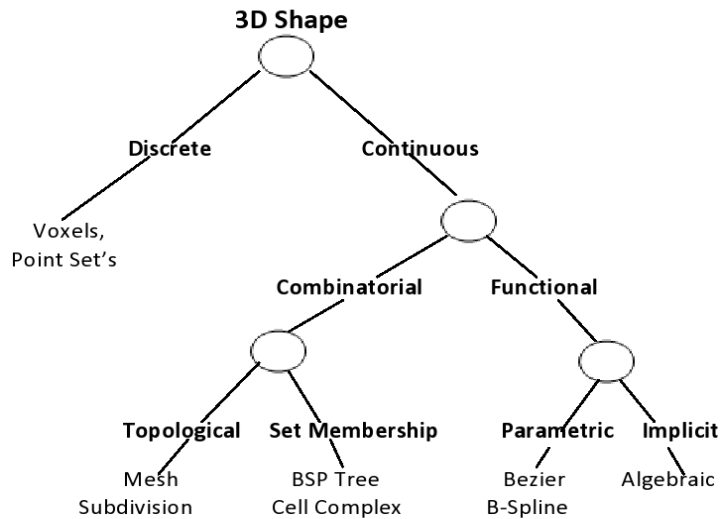 3D Shape
Discrete
Continuous
Voxels,
Point Set’s
Combinatorial
Functional
Topological
Set Membership
Parametric
Implicit
Mesh
Subdivision
BSP Tree
Cell Complex
Bezier
B-Spline
Algebraic